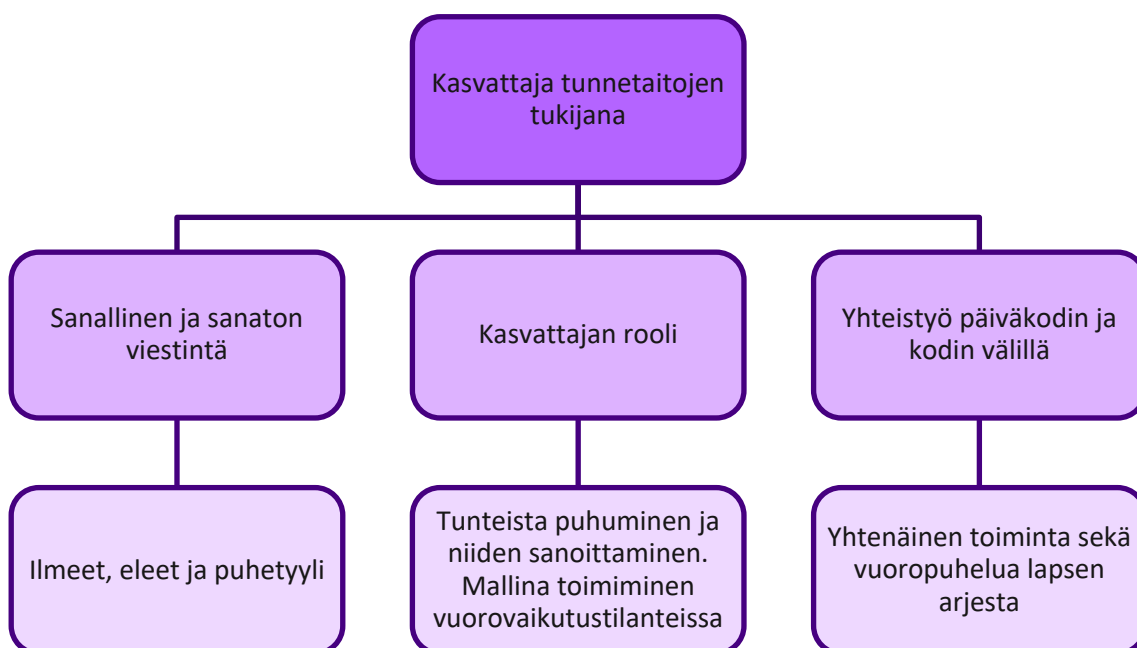 Kasvattaja tunnetaitojen
tukijana
Sanallinen ja sanaton
viestintä
Kasvattajan rooli
Yhteistyö päiväkodin ja
kodin välillä
Ilmeet, eleet ja puhetyyli
Tunteista puhuminen ja
niiden sanoittaminen.
Mallina toimiminen
vuorovaikutustilanteissa
Yhtenäinen toiminta sekä
vuoropuhelua lapsen
arjesta